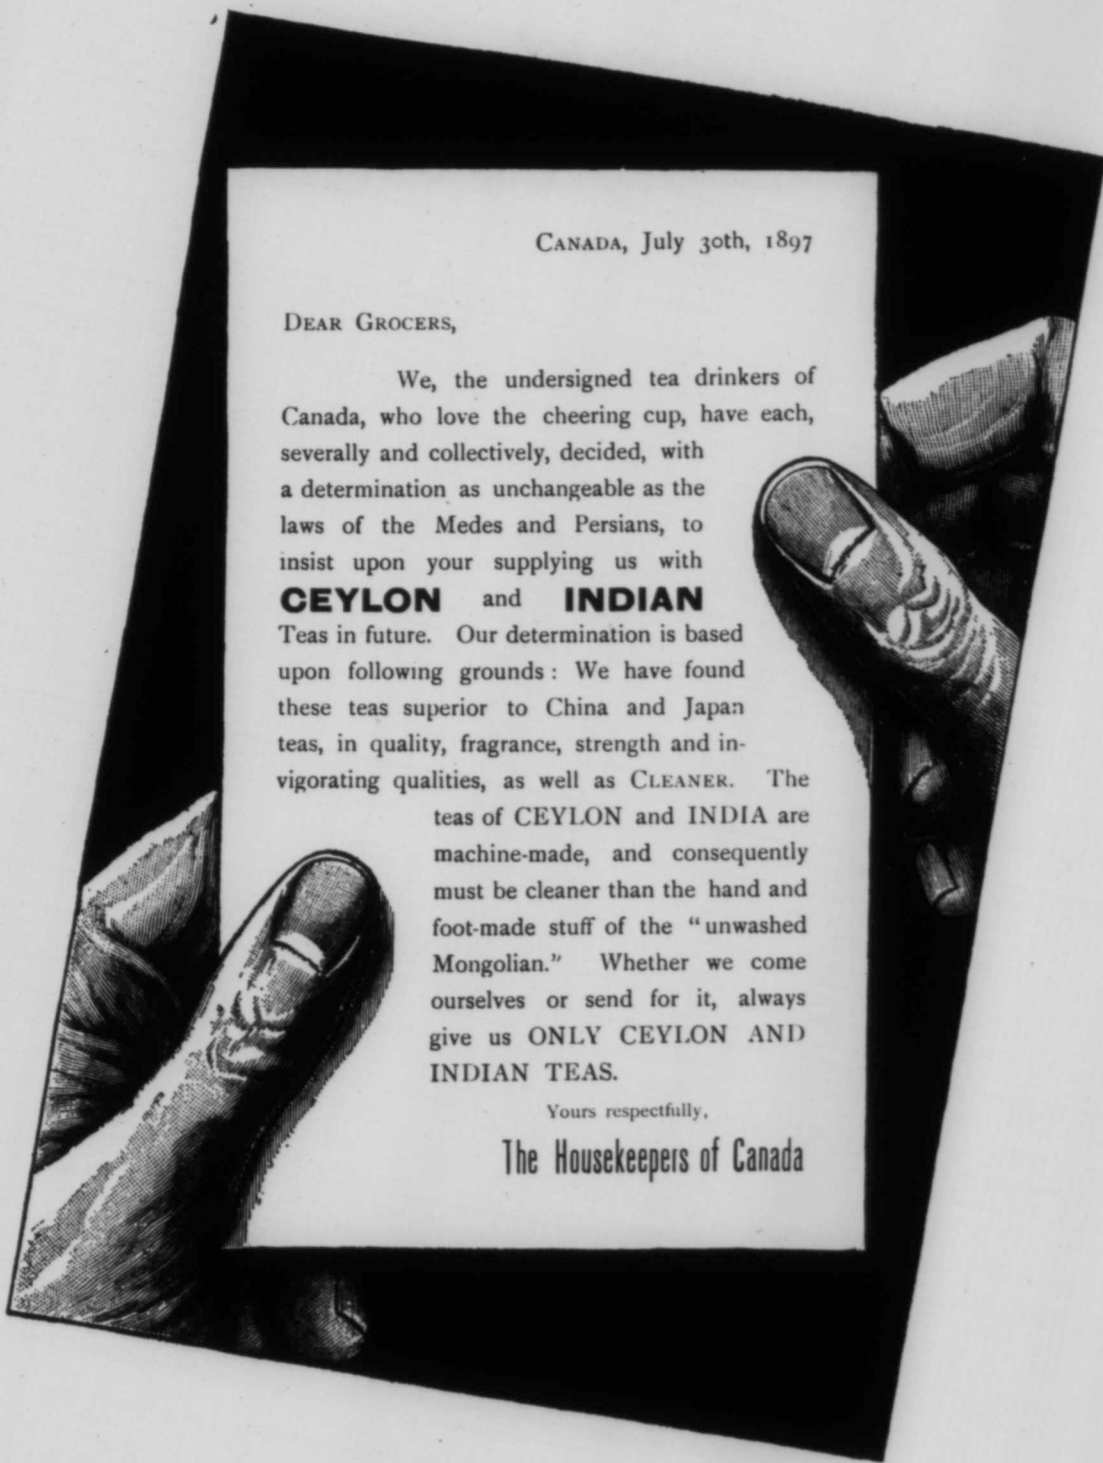 CANADA, July 30th, 1897
DEAR GROCERS,
We, the undersigned tea drinkers of
Canada, who love the cheering cup, have each,
severally and collectively, decided, with
a determination as unchangeable as the
laws of the Medes and Persians, to
insist upon your supplying us with
CEYLON and INDIAN
Teas in future. Our determination is based
upon following grounds : We have found
these teas superior to China and Japan
teas, in quality, fragrance, strength and in-
vigorating qualities, as well as CLEANER. The
teas of CEYLON and INDIA are
machine-made, and consequently
must be cleaner than the hand and
foot-made stuff of the “unwashed
Mongolian.” Whether we come
ourselves or send for it, always
give us ONLY CEYLON AND
INDIAN TEAS.
Yours respectfully,
The Housekeepers of Canada